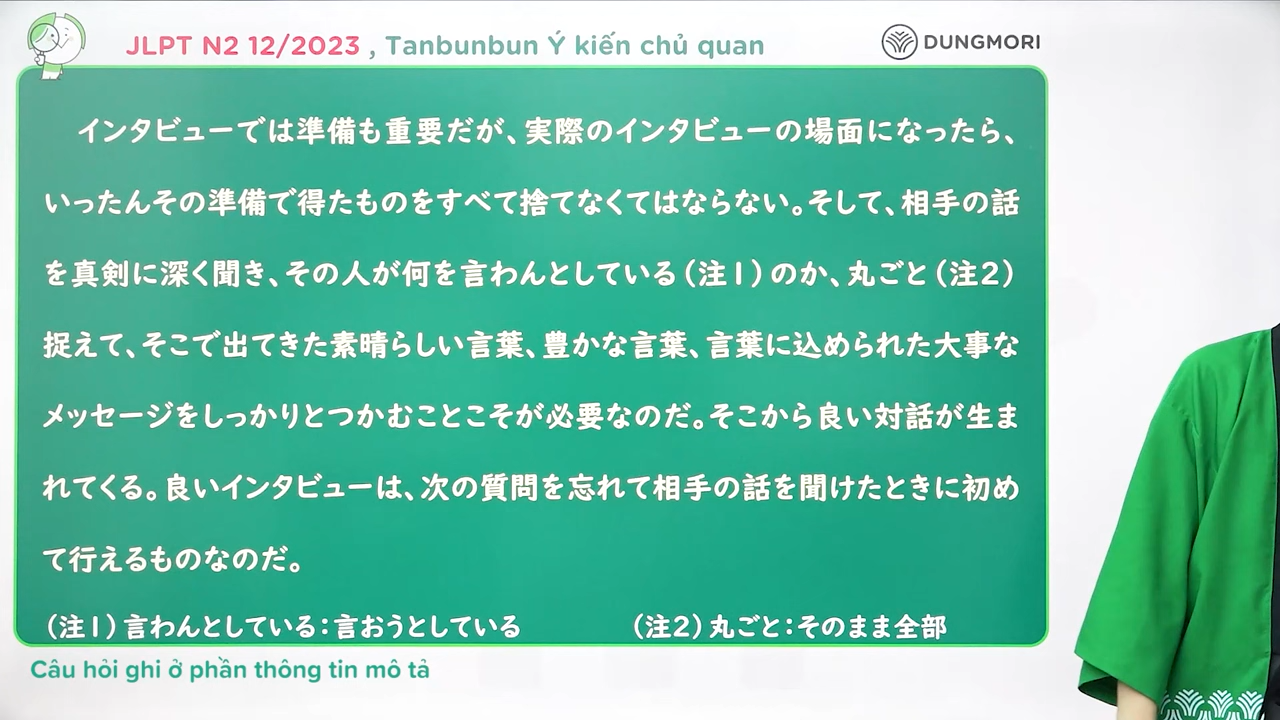 JLPT N2 12/2023 , Tanbunbun Ý kiến chủ quan
DUNGMORI
インタビューでは準備も重要だが、実際のインタビューの場面になったら、
いったんその準備で得たものをすべて捨てなくてはならない。そして、相手の話
を真剣に深く聞き、その人が何を言わんとしている(注1)のか、丸ごと(注2)
捉えて、そこで出てきた素晴らしい言葉、豊かな言葉、言葉に込められた大事な
メッセージをしっかりとつかむことこそが必要なのだ。そこから良い対話が生ま
れてくる。良いインタビューは、次の質問を忘れて相手の話を聞けたときに初め
て行えるものなのだ。
(注1)言わんとしている:言おうとしている
(注2)丸ごと:そのまま全部
Câu hỏi ghi ở phần thông tin mô tả